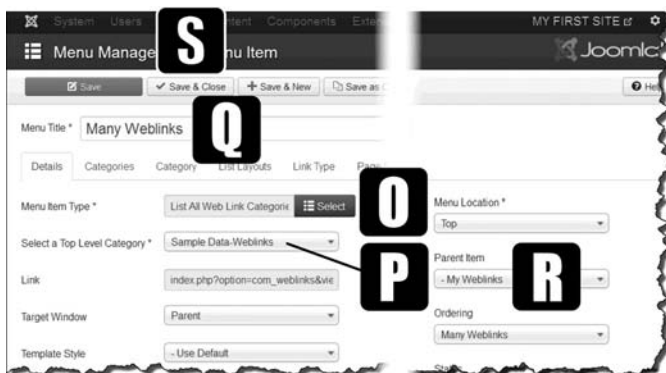 System Users Content Components Exten MY FIRST SITE
Menu Manage S nu Item Joomla
Save Save & Close Save & New Save as C Hel
Q
Menu Title * Many Weblinks
Details Categories Category List Layouts Link Type Page
O
Menu Item Type * List All Web Link Categorie Select Menu Location *
Top
Select a Top Level Category * Sample Data-Weblinks
P Parent Item R
Link index.php?option=com_weblinks&vie - My Weblinks
Target Window Parent Ordering
Many Weblinks
Template Style - Use Default
Status